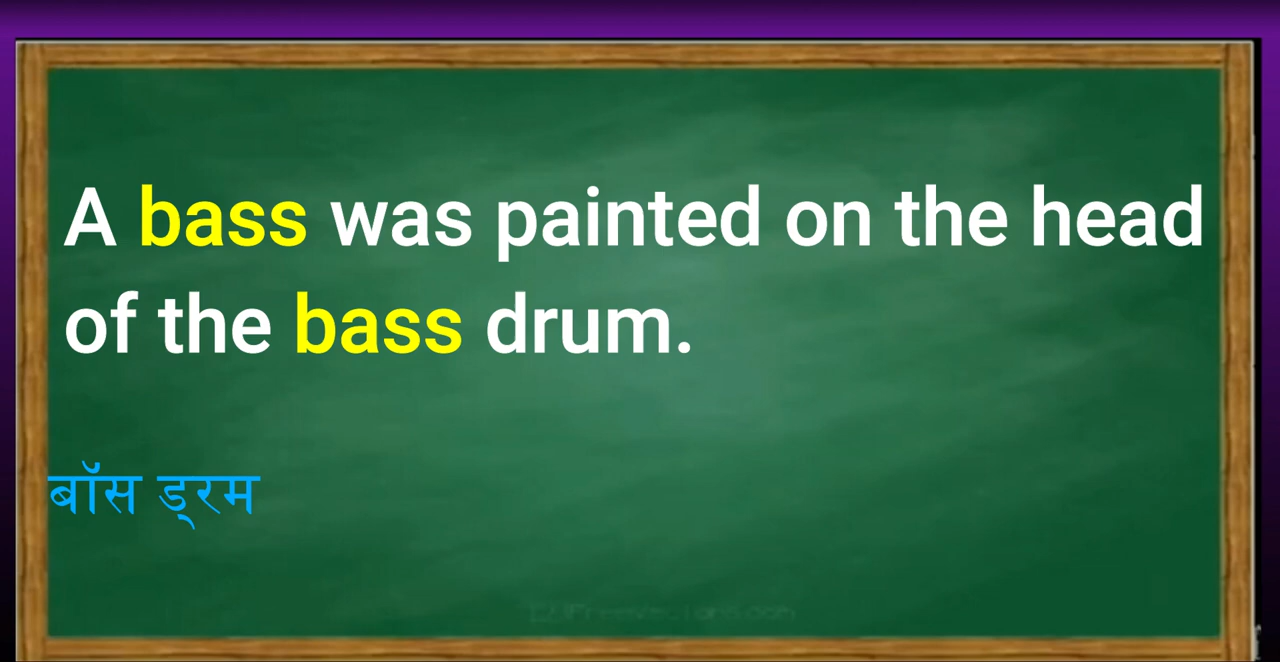 A bass was painted on the head
of the bass drum.
बॉस ड्रम